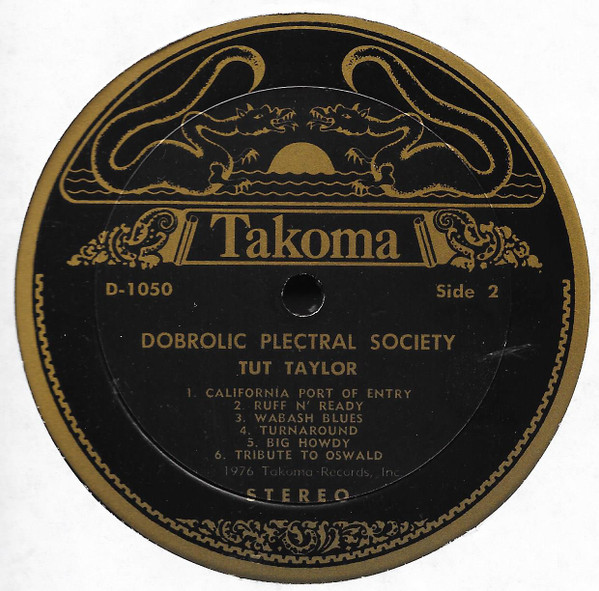 Takoma
D-1050 Side 2
DOBROLIC PLECTRAL SOCIETY
TUT TAYLOR
1. CALIFORNIA PORT OF ENTRY
2. RUFF N' READY
3. WABASH BLUES
4. TURNAROUND
5. BIG HOWDY
6. TRIBUTE TO OSWALD
1976 Takoma Records, Inc.
STEREO